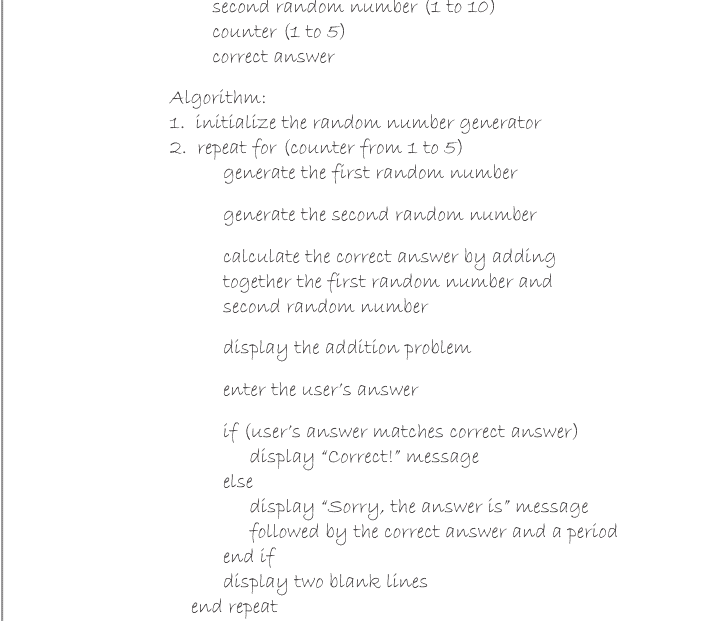 second random number (1 to 10)
counter (1 to 5)
correct answer
Algorithm:
1. initialize the random number generator
2. repeat for (counter from 1 to 5)
generate the first random number
generate the second random number
calculate the correct answer by adding
together the first random number and
second random number
display the addition problem
enter the user's answer
if (user's answer matches correct answer)
display “Correct!” message
else
display “Sorry, the answer is” message
followed by the correct answer and a period
end if
display two blank lines
end repeat